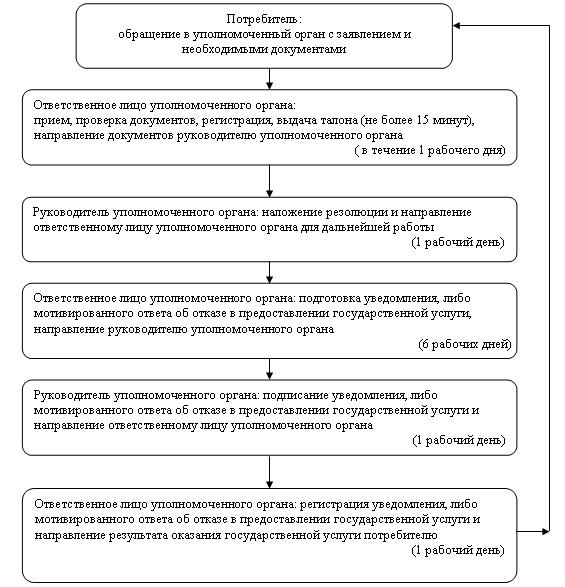 Потребитель:
обращение в уполномоченный орган с заявлением и
необходимыми документами
Ответственное лицо уполномоченного органа:
прием, проверка документов, регистрация, выдача талона (не более 15 минут),
направление документов руководителю уполномоченного органа
( в течение 1 рабочего дня)
Руководитель уполномоченного органа: наложение резолюции и направление
ответственному лицу уполномоченного органа для дальнейшей работы
(1 рабочий день)
Ответственное лицо уполномоченного органа: подготовка уведомления, либо
мотивированного ответа об отказе в предоставлении государственной услуги,
направление руководителю уполномоченного органа
(6 рабочих дней)
Руководитель уполномоченного органа: подписание уведомления, либо
мотивированного ответа об отказе в предоставлении государственной услуги и
направление ответственному лицу уполномоченного органа
(1 рабочий день)
Ответственное лицо уполномоченного органа: регистрация уведомления, либо
мотивированного ответа об отказе в предоставлении государственной услуги и
направление результата оказания государственной услуги потребителю
(1 рабочий день)